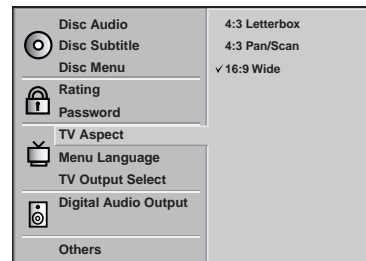 Disc Audio
Disc Subtitle
Disc Menu
Rating
Password
TV Aspect
Menu Language
TV Output Select
Digital Audio Output
Others
4:3 Letterbox
4:3 Pan/Scan
✓ 16:9 Wide